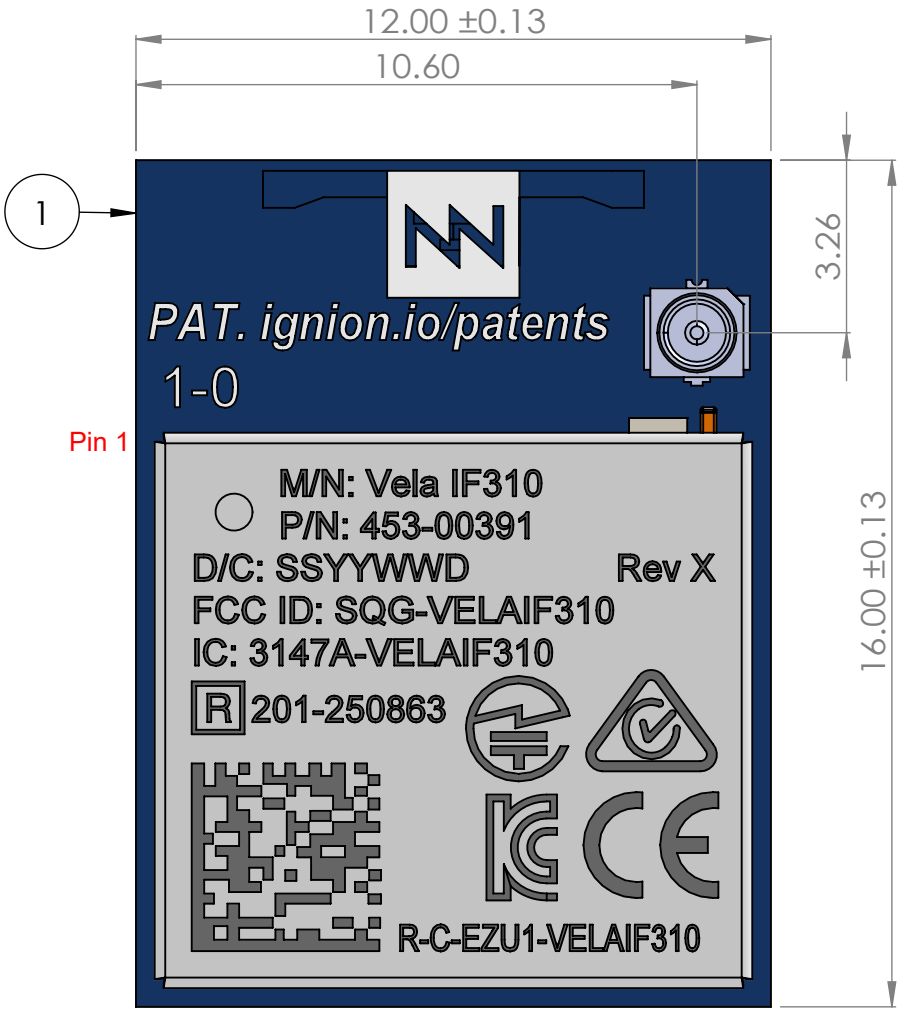 12.00 ±0.13
10.60
1
3.26
PAT. ignion.io/patents
1-0
Pin 1
M/N: Vela IF310
P/N: 453-00391
D/C: SSYYWWD Rev X
FCC ID: SQG-VELAIF310
IC: 3147A-VELAIF310
R 201-250863
16.00 ±0.13
KC CE
R-C-EZU1-VELAIF310